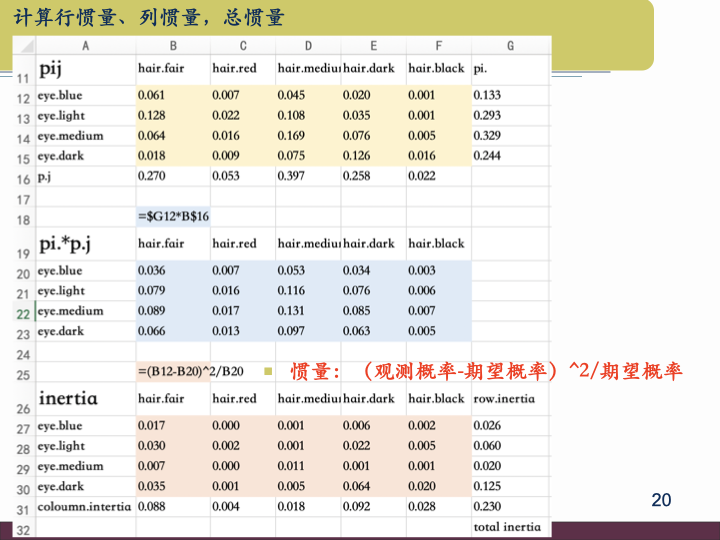 计算行惯量、列惯量，总惯量
A B C D E F G
11 pij hair.fair hair.red hair.mediu hair.dark hair.black pi.
12 eye.blue 0.061 0.007 0.045 0.020 0.001 0.133
13 eye.light 0.128 0.022 0.108 0.035 0.001 0.293
14 eye.medium 0.064 0.016 0.169 0.076 0.005 0.329
15 eye.dark 0.018 0.009 0.075 0.126 0.016 0.244
16 p.j 0.270 0.053 0.397 0.258 0.022
17
18 =$G12*B$16
19 pi.*p.j hair.fair hair.red hair.mediu hair.dark hair.black
20 eye.blue 0.036 0.007 0.053 0.034 0.003
21 eye.light 0.079 0.016 0.116 0.076 0.006
22 eye.medium 0.089 0.017 0.131 0.085 0.007
23 eye.dark 0.066 0.013 0.097 0.063 0.005
24
25 =(B12-B20)^2/B20 惯量：（观测概率-期望概率）^2/期望概率
26 inertia hair.fair hair.red hair.mediu hair.dark hair.black row.inertia
27 eye.blue 0.017 0.000 0.001 0.006 0.002 0.026
28 eye.light 0.030 0.002 0.001 0.022 0.005 0.060
29 eye.medium 0.007 0.000 0.011 0.001 0.001 0.020
30 eye.dark 0.035 0.001 0.005 0.064 0.020 0.125
31 coloumn.intertia 0.088 0.004 0.018 0.092 0.028 0.230
32 total inertia
20